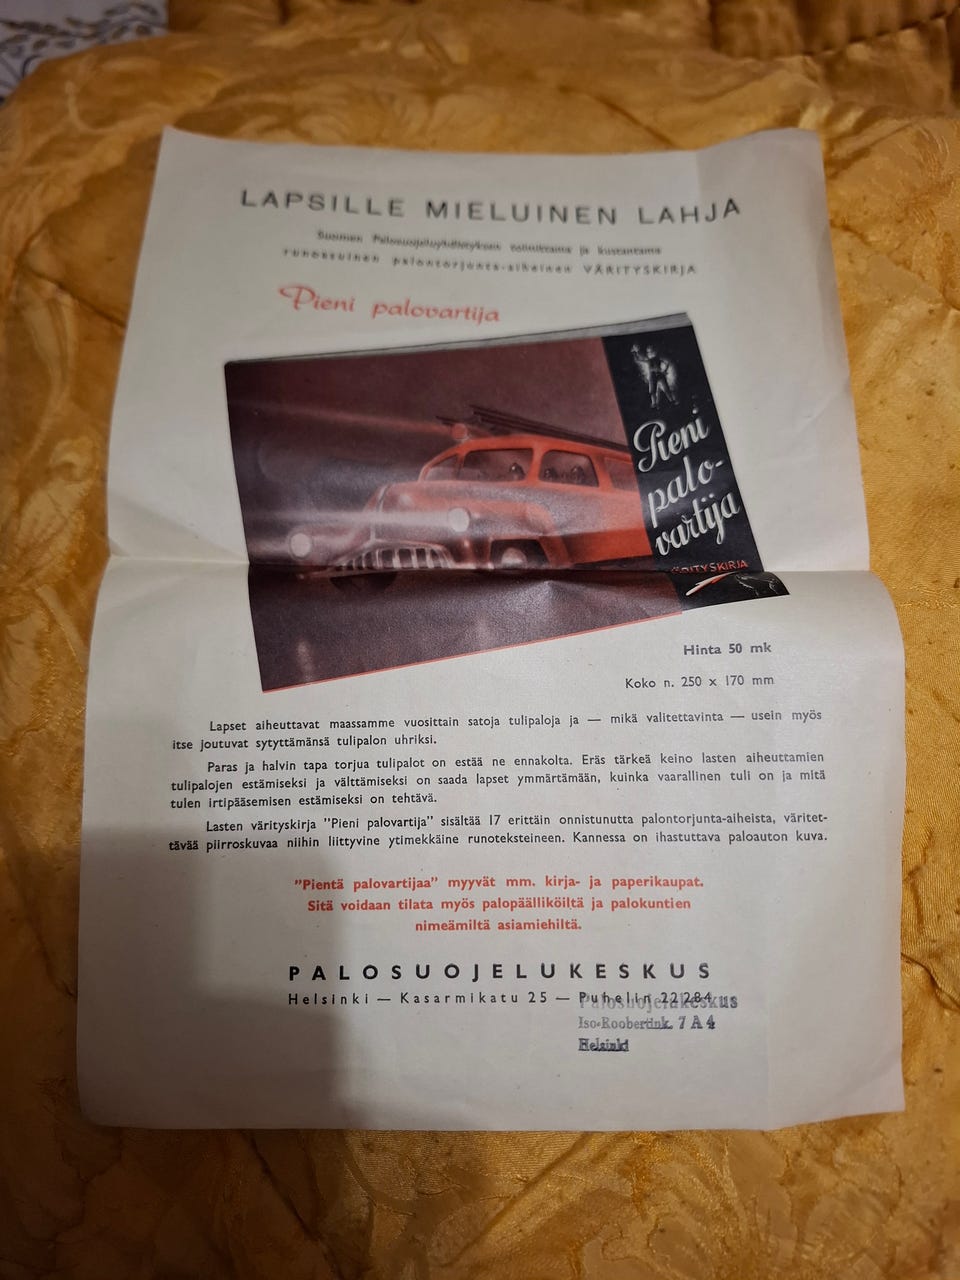 LAPSILLE MIELUINEN LAHJA
Suomen Palosuojeluyhdistyksen toimittama ja kustantama
runoasuinen palontorjunta-aiheinen VÄRITYSKIRJA
Pieni palovartija
Pieni
palo-
vartija
VÄRITYSKIRJA
Hinta 50 mk
Koko n. 250 x 170 mm
Lapset aiheuttavat maassamme vuosittain satoja tulipaloja ja — mikä valitettavinta — usein myös
itse joutuvat sytyttämänsä tulipalon uhriksi.
Paras ja halvin tapa torjua tulipalot on estää ne ennakolta. Eräs tärkeä keino lasten aiheuttamien
tulipalojen estämiseksi ja välttämiseksi on saada lapset ymmärtämään, kuinka vaarallinen tuli on ja mitä
tulen irtipääsemisen estämiseksi on tehtävä.
Lasten värityskirja "Pieni palovartija" sisältää 17 erittäin onnistunutta palontorjunta-aiheista, väritet-
tävää piirroskuvaa niihin liittyvine ytimekkäine runoteksteineen. Kannessa on ihastuttava paloauton kuva.
"Pientä palovartijaa" myyvät mm. kirja- ja paperikaupat.
Sitä voidaan tilata myös palopäälliköiltä ja palokuntien
nimeämiltä asiamiehiltä.
PALOSUOJELUKESKUS
Helsinki — Kasarmikatu 25 — Puhelin 22 284
Palosuojelukeskus
Iso-Roobertink. 7 A 4
Helsinki